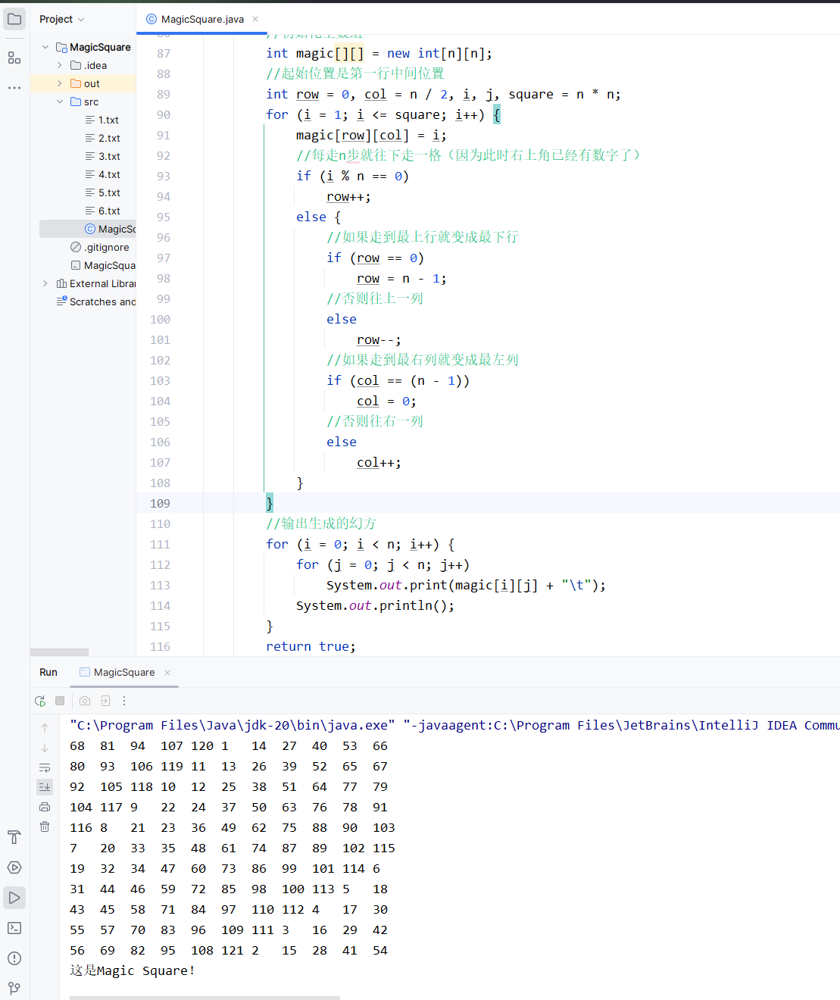 Project
MagicSquare.java
MagicSquare
.idea
out
src
1.txt
2.txt
3.txt
4.txt
5.txt
6.txt
MagicSc
.gitignore
MagicSqua
External Librar
Scratches and
87 int magic[][] = new int[n][n];
88 //起始位置是第一行中间位置
89 int row = 0, col = n / 2, i, j, square = n * n;
90 for (i = 1; i <= square; i++) {
91 magic[row][col] = i;
92 //每走n步就往下走一格（因为此时右上角已经有数字了）
93 if (i % n == 0)
94 row++;
95 else {
96 //如果走到最上行就变成最下行
97 if (row == 0)
98 row = n - 1;
99 //否则往上一列
100 else
101 row--;
102 //如果走到最右列就变成最左列
103 if (col == (n - 1))
104 col = 0;
105 //否则往右一列
106 else
107 col++;
108 }
109 }
110 //输出生成的幻方
111 for (i = 0; i < n; i++) {
112 for (j = 0; j < n; j++)
113 System.out.print(magic[i][j] + "\t");
114 System.out.println();
115 }
116 return true;
Run MagicSquare
"C:\Program Files\Java\jdk-20\bin\java.exe" "-javaagent:C:\Program Files\JetBrains\IntelliJ IDEA Commu
68 81 94 107 120 1 14 27 40 53 66
80 93 106 119 11 13 26 39 52 65 67
92 105 118 10 12 25 38 51 64 77 79
104 117 9 22 24 37 50 63 76 78 91
116 8 21 23 36 49 62 75 88 90 103
7 20 33 35 48 61 74 87 89 102 115
19 32 34 47 60 73 86 99 101 114 6
31 44 46 59 72 85 98 100 113 5 18
43 45 58 71 84 97 110 112 4 17 30
55 57 70 83 96 109 111 3 16 29 42
56 69 82 95 108 121 2 15 28 41 54
这是Magic Square！